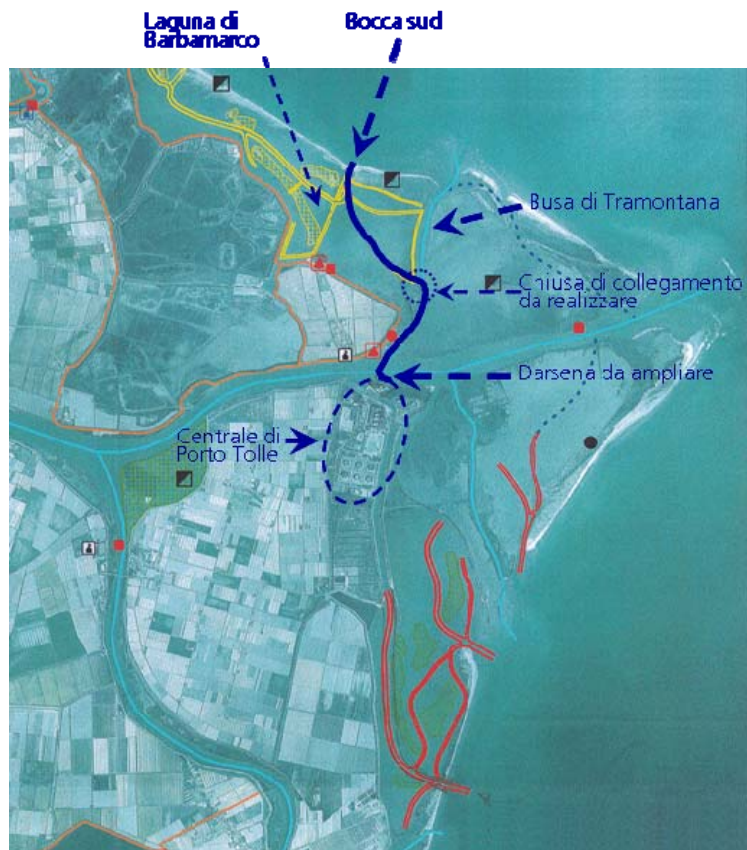 Laguna di
Barbamarco
Bocca sud
Busa di Tramontana
Chiusa di collegamento
da realizzare
Darsena da ampliare
Centrale di
Porto Tolle